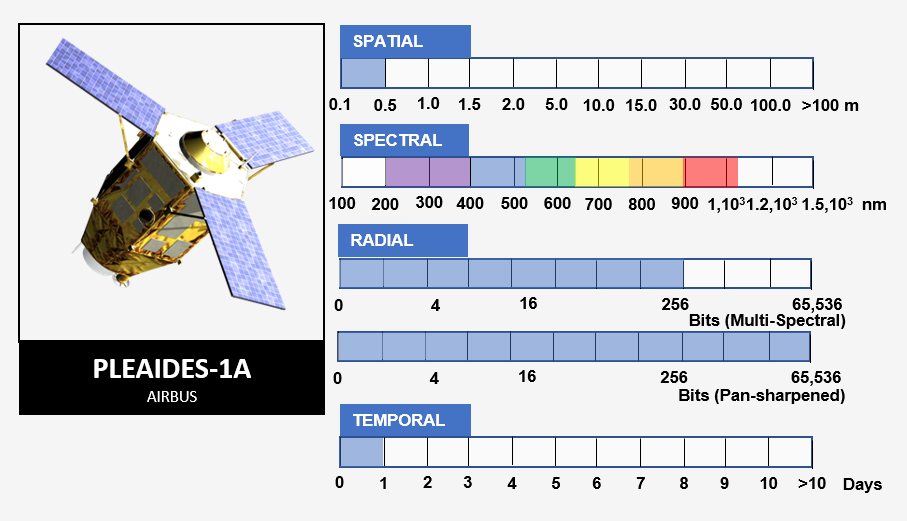 PLEAIDES-1A
AIRBUS
SPATIAL
0.1 0.5 1.0 1.5 2.0 5.0 10.0 15.0 30.0 50.0 100.0 >100 m
SPECTRAL
100 200 300 400 500 600 700 800 900 1,10³ 1.2,10³ 1.5,10³ nm
RADIAL
0 4 16 256 65,536
Bits (Multi-Spectral)
0 4 16 256 65,536
Bits (Pan-sharpened)
TEMPORAL
0 1 2 3 4 5 6 7 8 9 10 >10 Days